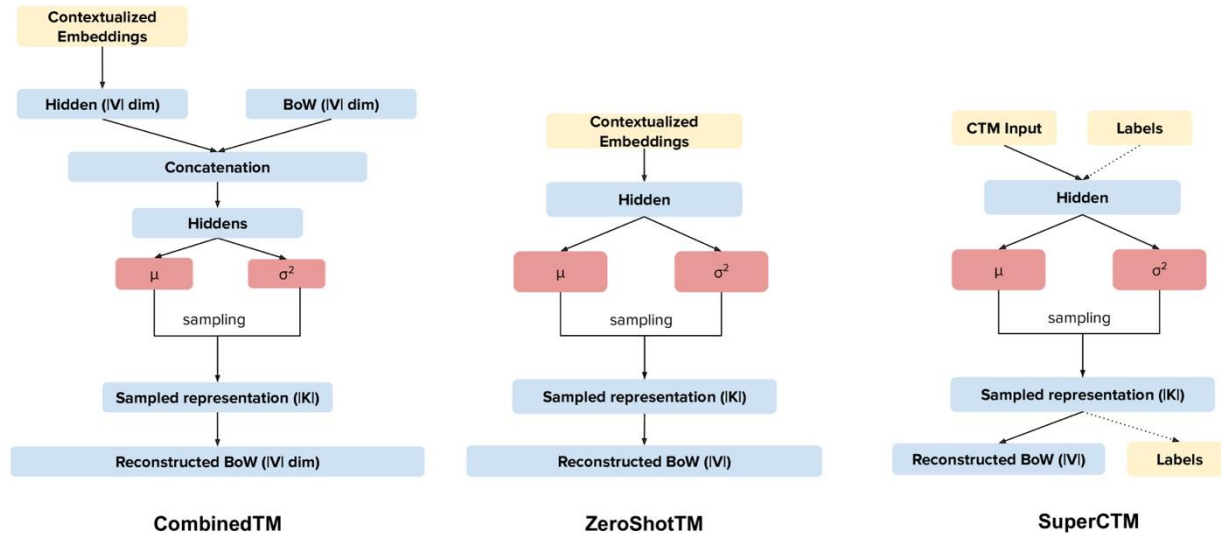 Contextualized
Embeddings
Hidden (|V| dim)
BoW (|V| dim)
Concatenation
Hiddens
μ
σ²
sampling
Sampled representation (|K|)
Reconstructed BoW (|V| dim)
CombinedTM
Contextualized
Embeddings
Hidden
μ
σ²
sampling
Sampled representation (|K|)
Reconstructed BoW (|V|)
ZeroShotTM
CTM Input
Labels
Hidden
μ
σ²
sampling
Sampled representation (|K|)
Reconstructed BoW (|V|)
Labels
SuperCTM